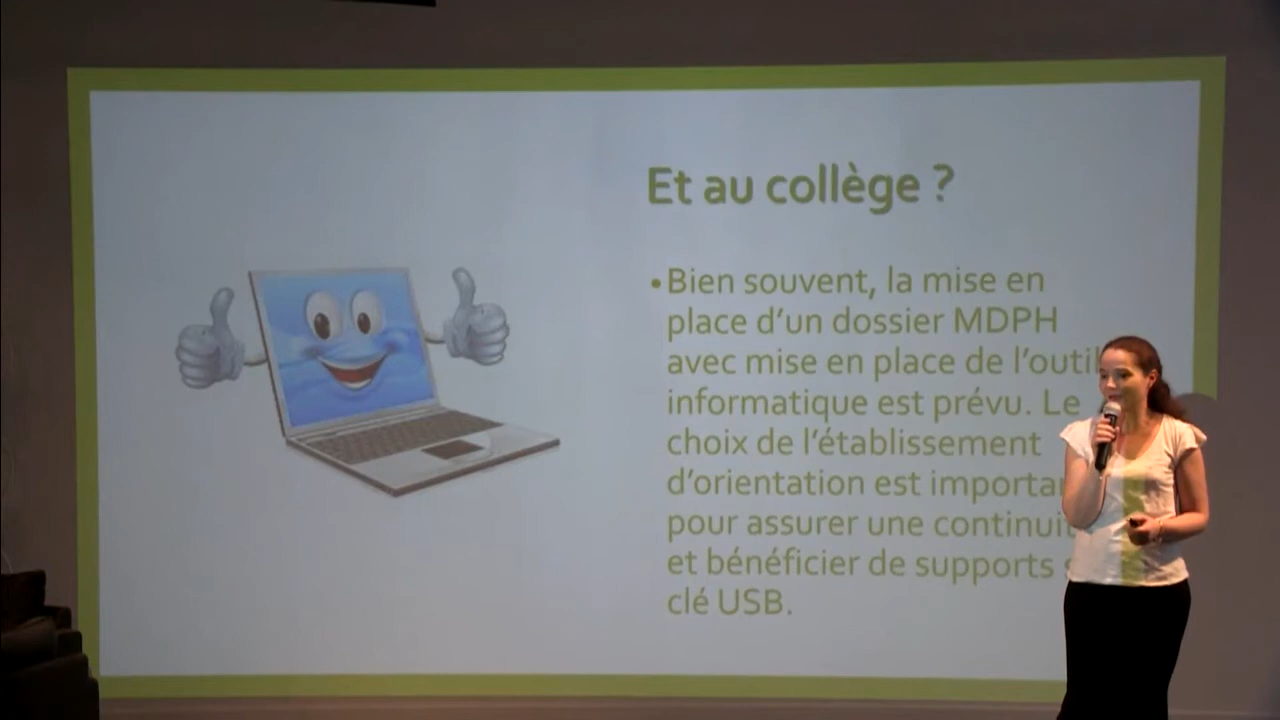 Et au collège ?
• Bien souvent, la mise en
place d'un dossier MDPH
avec mise en place de l'outil
informatique est prévu. Le
choix de l'établissement
d'orientation est
pour assurer une
et bénéficier de supports
clé USB.